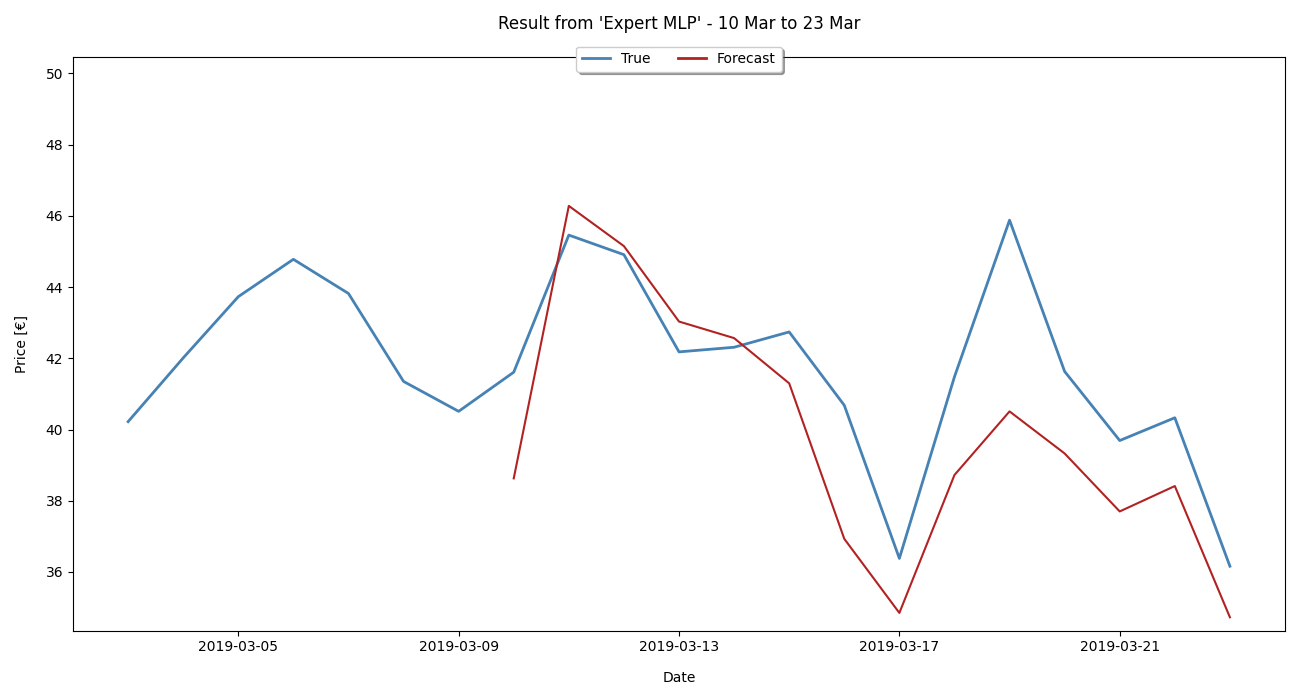 Result from 'Expert MLP' - 10 Mar to 23 Mar
True Forecast
50
48
46
44
42
40
38
36
Price [€]
2019-03-05 2019-03-09 2019-03-13 2019-03-17 2019-03-21
Date